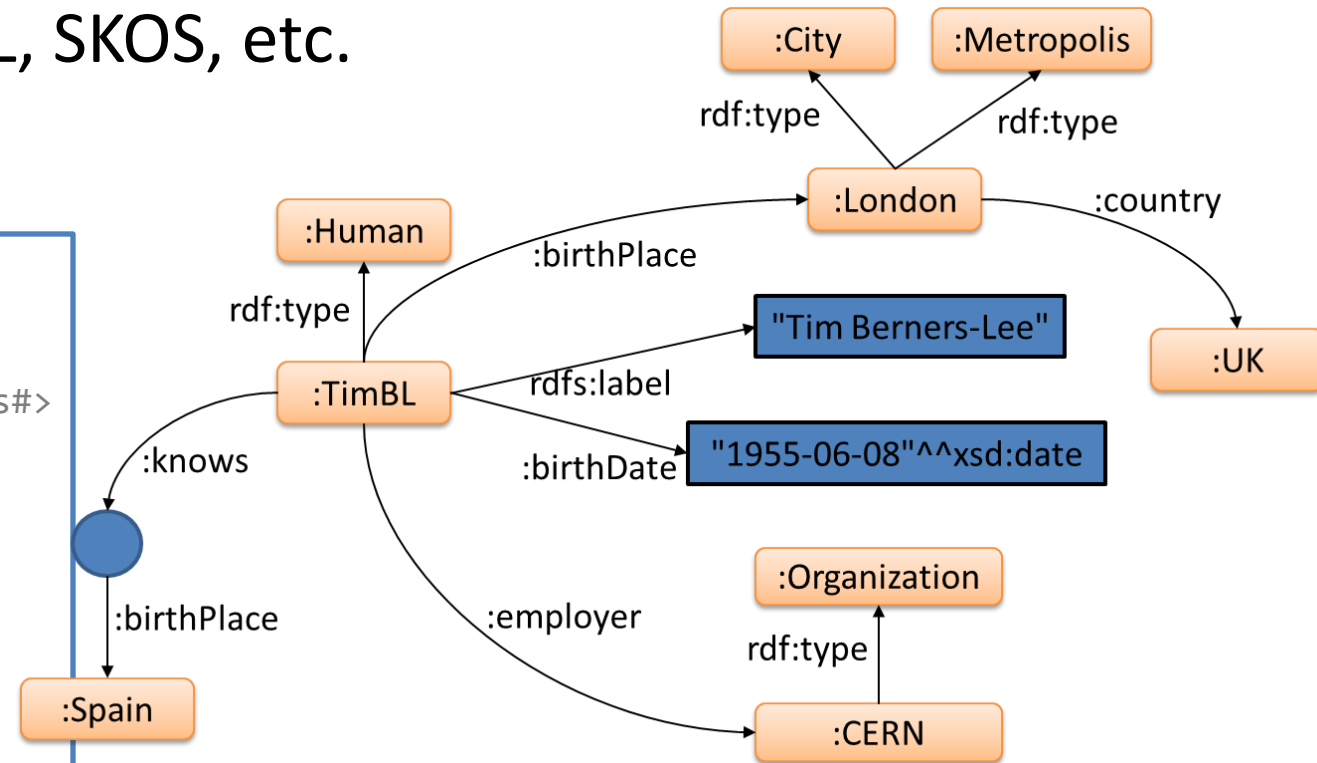 L, SKOS, etc.
:City
:Metropolis
rdf:type
rdf:type
:London
:country
:Human
:birthPlace
rdf:type
"Tim Berners-Lee"
:UK
:TimBL
rdfs:label
s#>
:knows
:birthDate
"1955-06-08"^^xsd:date
:Organization
:birthPlace
:employer
rdf:type
:Spain
:CERN